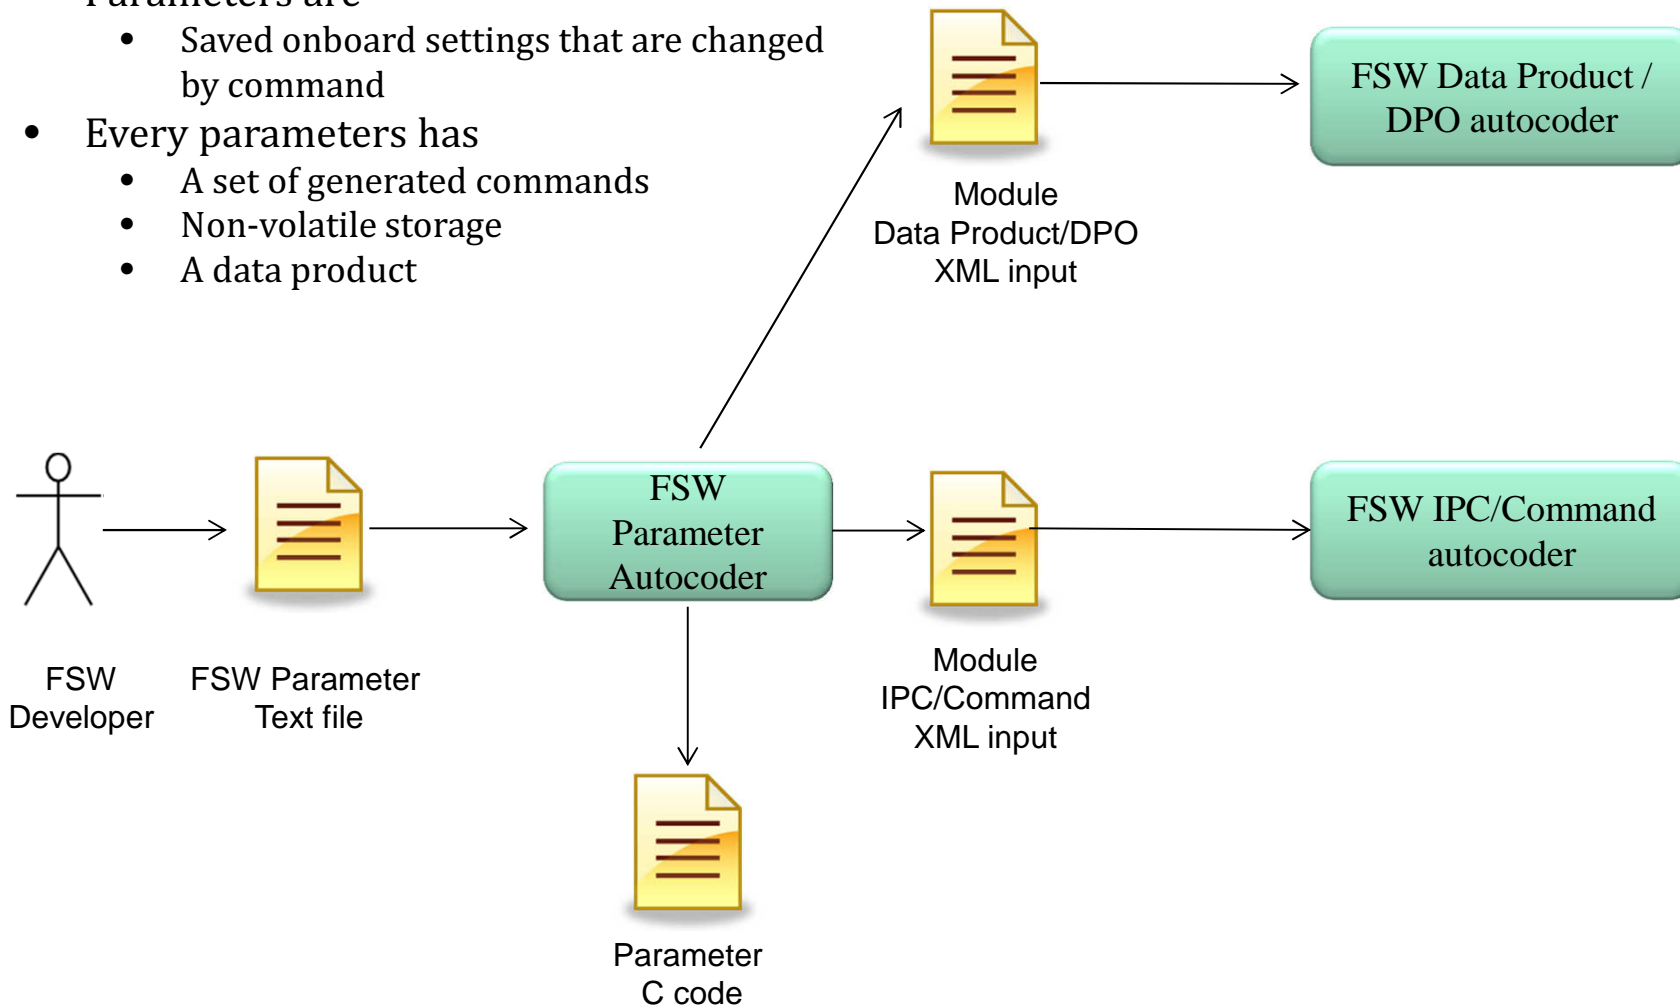 Parameters are
• Saved onboard settings that are changed
by command
• Every parameters has
• A set of generated commands
• Non-volatile storage
• A data product
Module
Data Product/DPO
XML input
FSW Data Product /
DPO autocoder
FSW
Developer
FSW Parameter
Text file
FSW
Parameter
Autocoder
Module
IPC/Command
XML input
FSW IPC/Command
autocoder
Parameter
C code